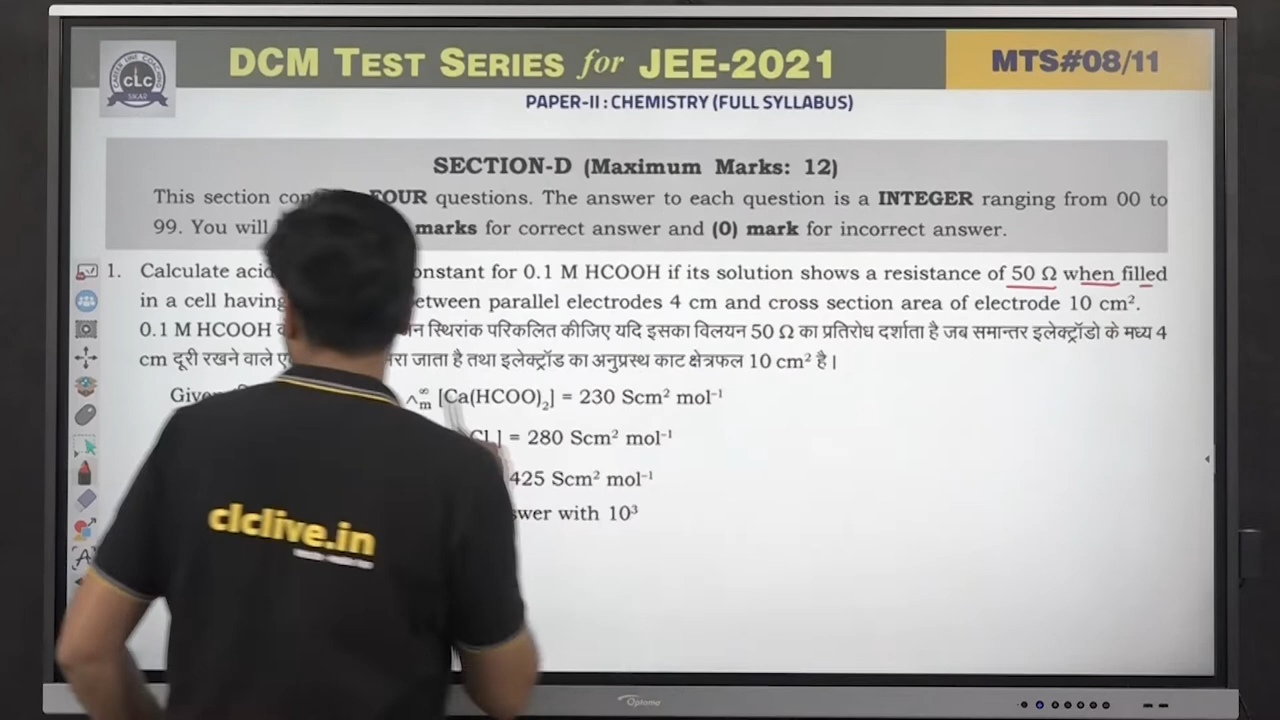 CLC
SIKAR
DCM TEST SERIES for JEE-2021
MTS#08/11
PAPER-II : CHEMISTRY (FULL SYLLABUS)
SECTION-D (Maximum Marks: 12)
This section FOUR questions. The answer to each question is a INTEGER ranging from 00 to
99. You will marks for correct answer and (0) mark for incorrect answer.
1. Calculate for 0.1 M HCOOH if its solution shows a resistance of 50 Ω when filled
in a cell having parallel electrodes 4 cm and cross section area of electrode 10 cm².
0.1 M HCOOH स्थिरांक परिकलित कीजिए यदि इसका विलयन 50 Ω का प्रतिरोध दर्शाता है जब समान्तर इलेक्ट्रॉडो के मध्य 4
cm दूरी रखने वाले जाता है तथा इलेक्ट्रॉड का अनुप्रस्थ काट क्षेत्रफल 10 cm² है।
^∞m [Ca(HCOO)₂] = 230 Scm² mol⁻¹
= 280 Scm² mol⁻¹
425 Scm² mol⁻¹
with 10³
clclive.in
Optoma